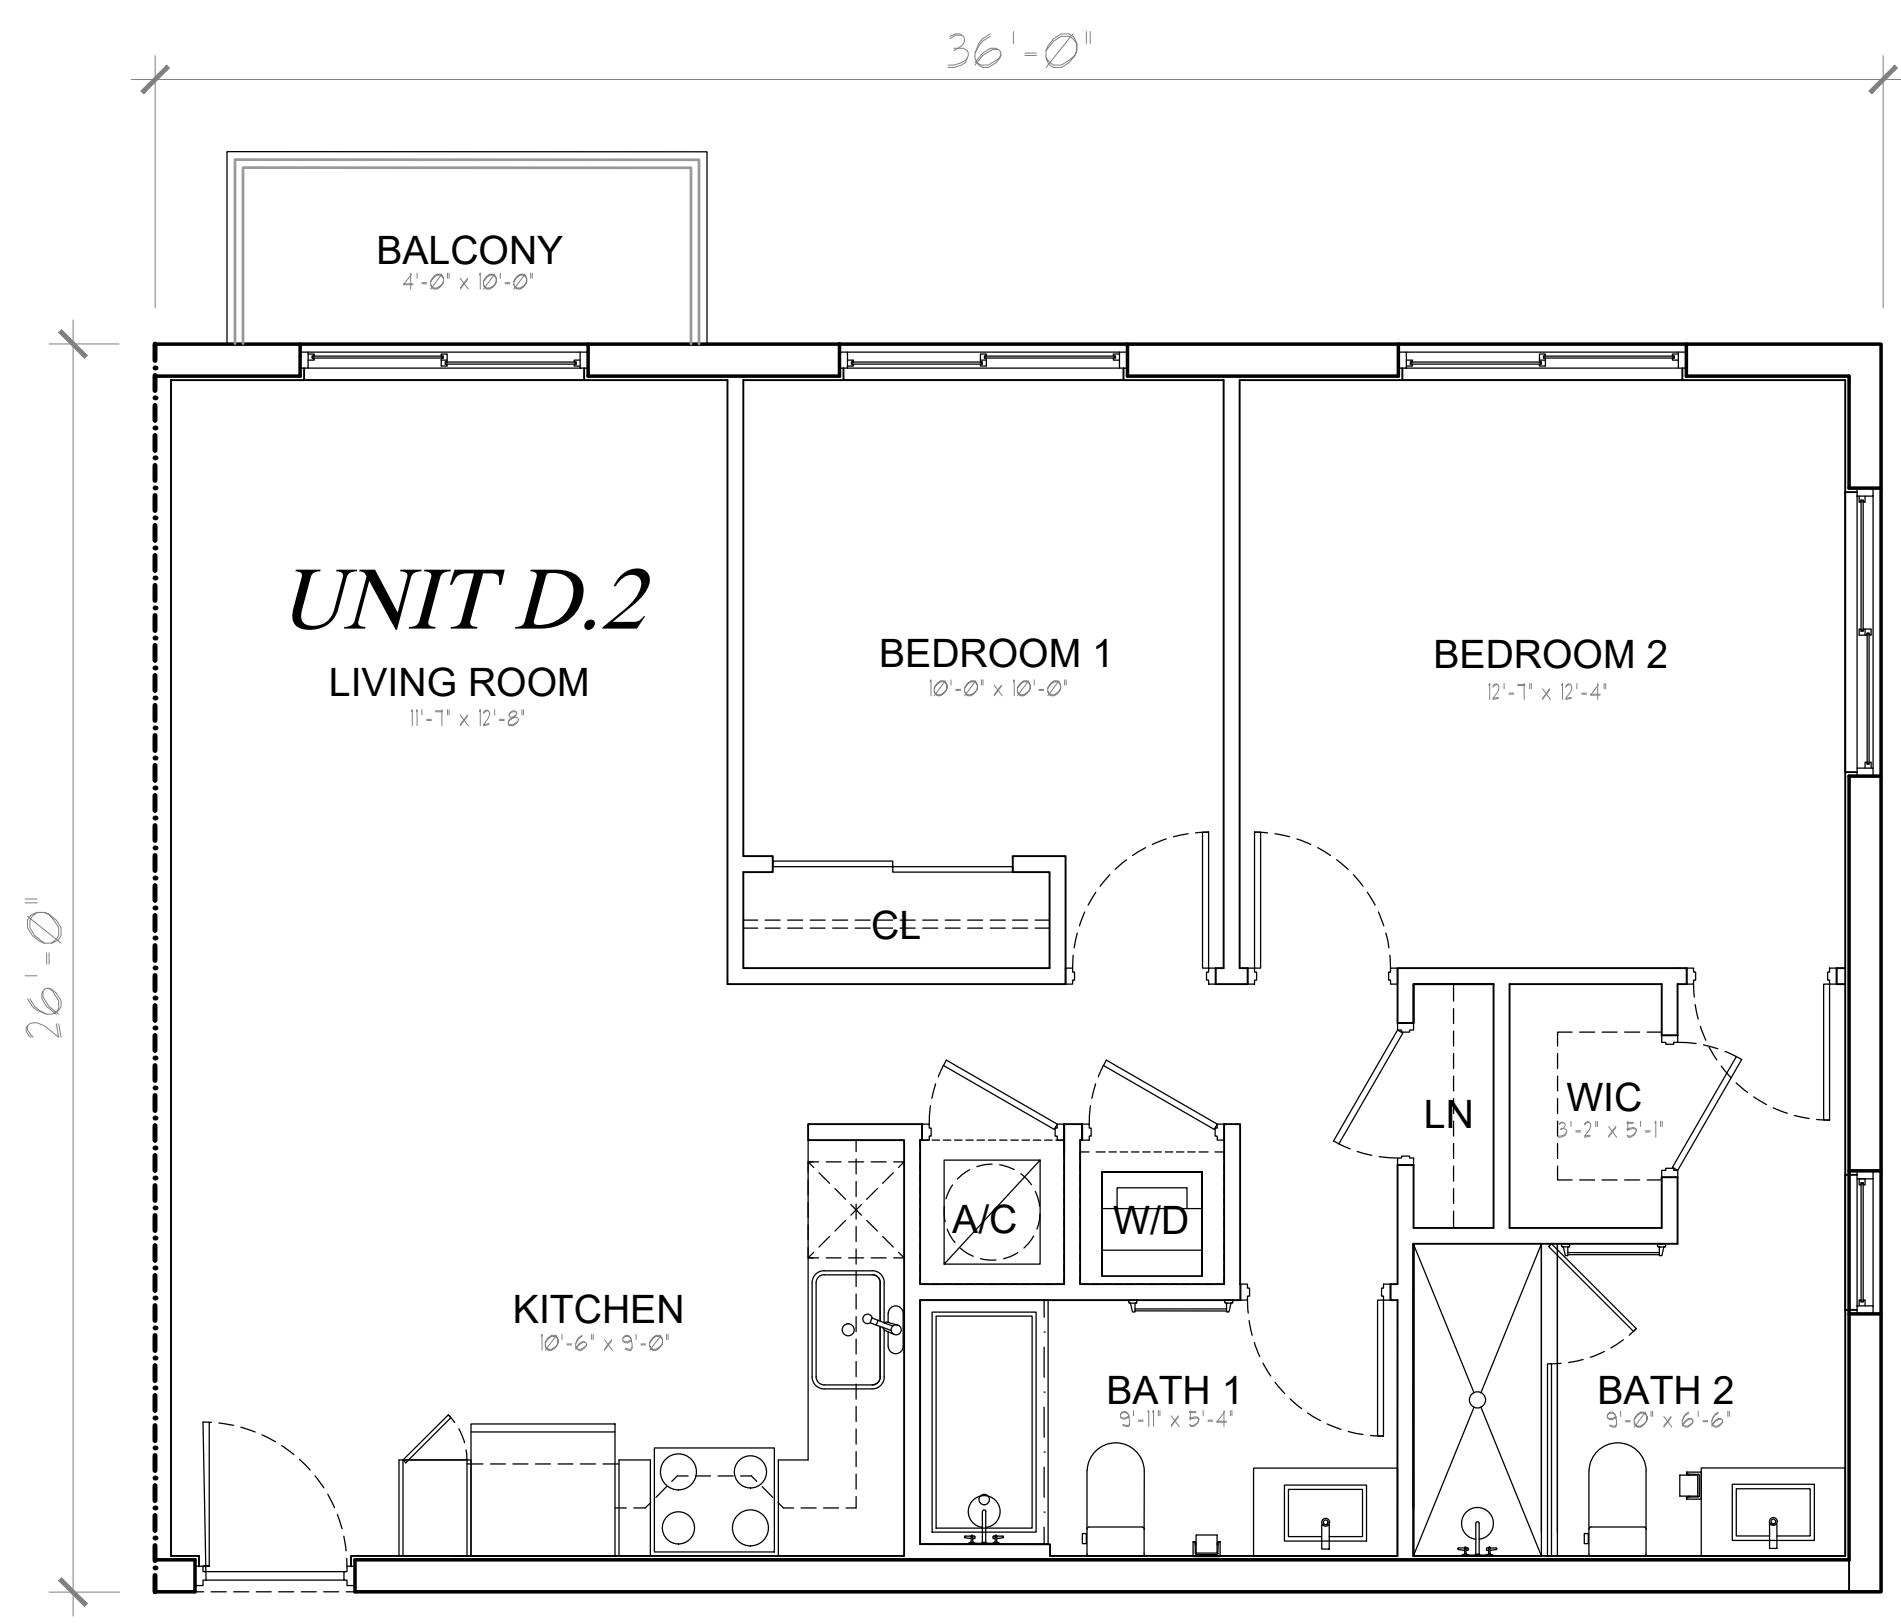 36'-0"
BALCONY
4'-0" x 10'-0"
UNIT D.2
LIVING ROOM
11'-7" x 12'-8"
BEDROOM 1
10'-0" x 10'-0"
BEDROOM 2
12'-7" x 12'-4"
26'-0"
CL
LN
WIC
3'-2" x 5'-1"
A/C
W/D
KITCHEN
10'-6" x 9'-0"
BATH 1
9'-11" x 5'-4"
BATH 2
9'-0" x 6'-6"